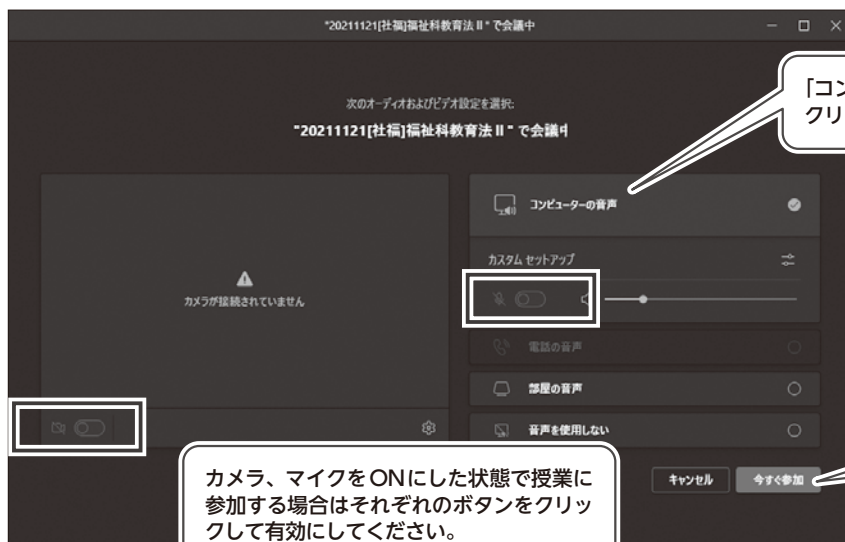 "20211121[社福]福祉科教育法Ⅱ" で会議中
次のオーディオおよびビデオ設定を選択:
"20211121[社福]福祉科教育法Ⅱ" で会議中
「コン
クリ
コンピューターの音声
カスタム セットアップ
カメラが接続されていません
電話の音声
部屋の音声
音声を使用しない
キャンセル
今すぐ参加
カメラ、マイクをONにした状態で授業に
参加する場合はそれぞれのボタンをクリッ
クして有効にしてください。